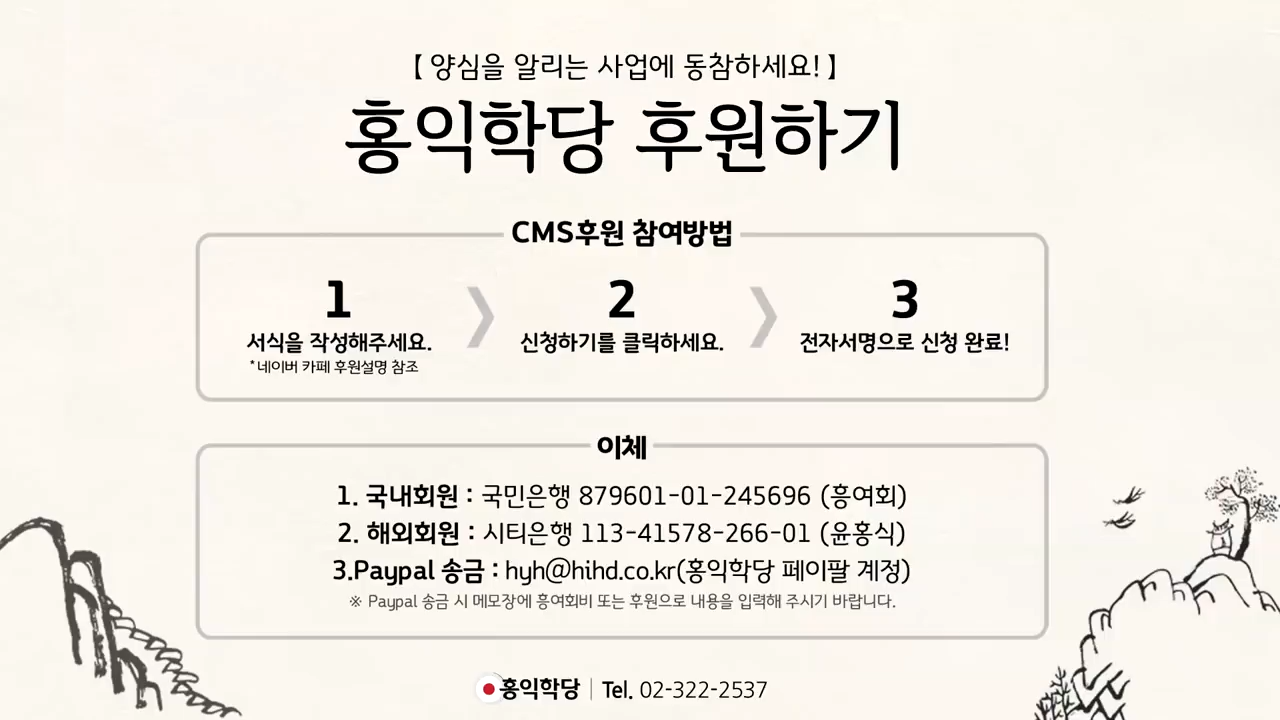 【 양심을 알리는 사업에 동참하세요! 】
홍익학당 후원하기
CMS후원 참여방법
1
서식을 작성해주세요.
*네이버 카페 후원설명 참조
2
신청하기를 클릭하세요.
3
전자서명으로 신청 완료!
이체
1. 국내회원 : 국민은행 879601-01-245696 (흥여회)
2. 해외회원 : 시티은행 113-41578-266-01 (윤홍식)
3.Paypal 송금 : hyh@hihd.co.kr(홍익학당 페이팔 계정)
※ Paypal 송금 시 메모장에 흥여회비 또는 후원으로 내용을 입력해 주시기 바랍니다.
홍익학당 | Tel. 02-322-2537